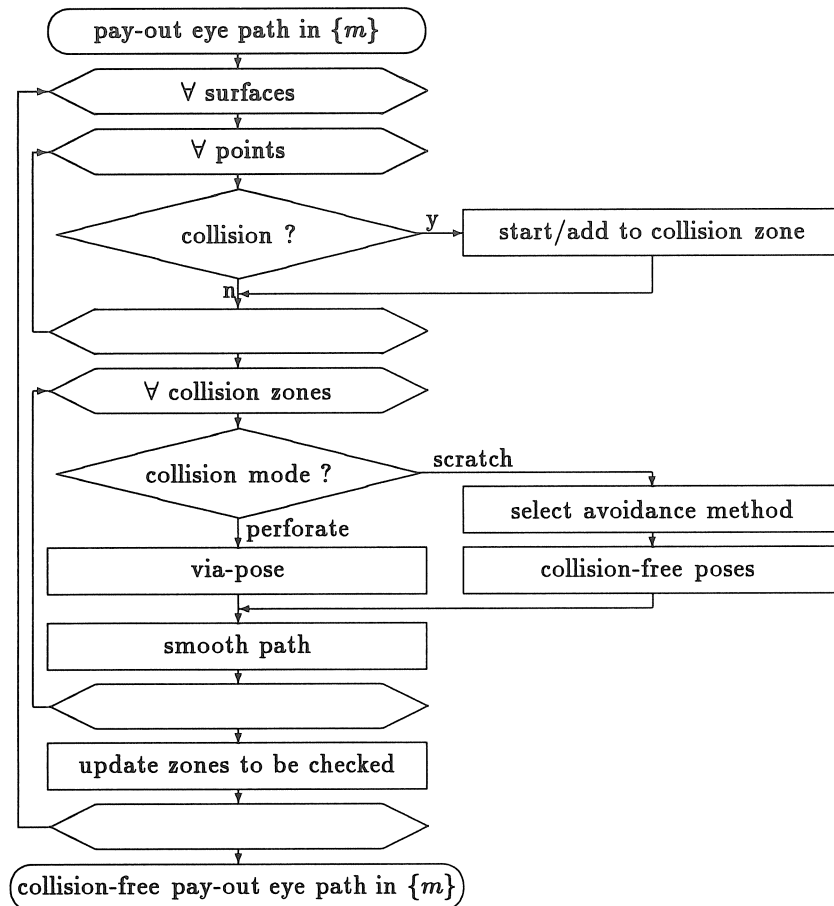 pay-out eye path in {m}
∀ surfaces
∀ points
collision ?
y
start/add to collision zone
n
∀ collision zones
collision mode ?
scratch
select avoidance method
perforate
via-pose
collision-free poses
smooth path
update zones to be checked
collision-free pay-out eye path in {m}